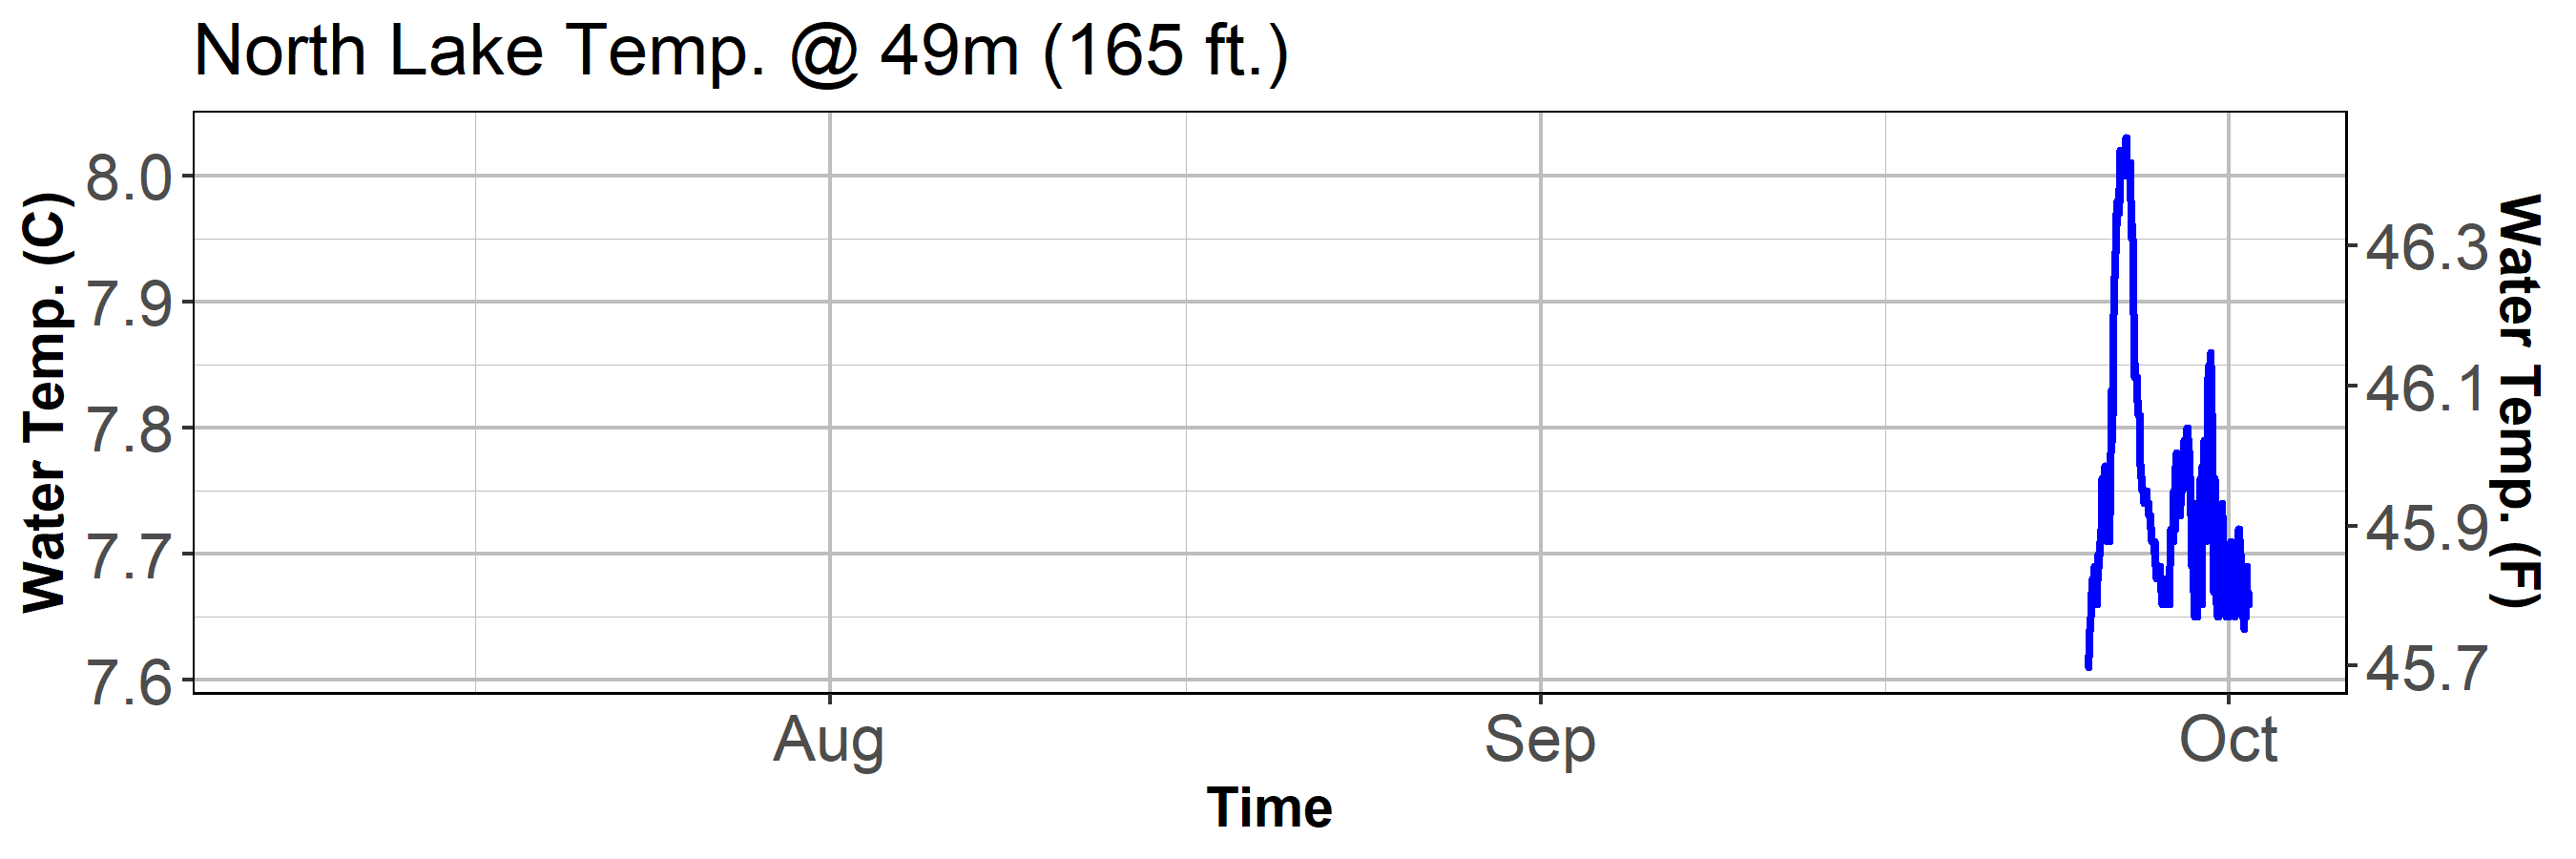 North Lake Temp. @ 49m (165 ft.)
Water Temp. (C)
8.0
7.9
7.8
7.7
7.6
46.3
46.1
45.9
45.7
Water Temp. (F)
Aug
Sep
Oct
Time